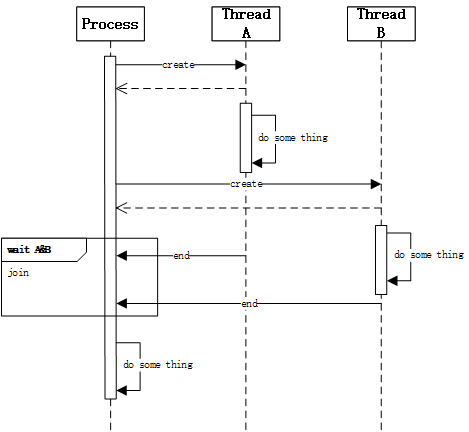 Process
Thread
A
Thread
B
create
do some thing
create
wait A&B
do some thing
end
join
end
do some thing